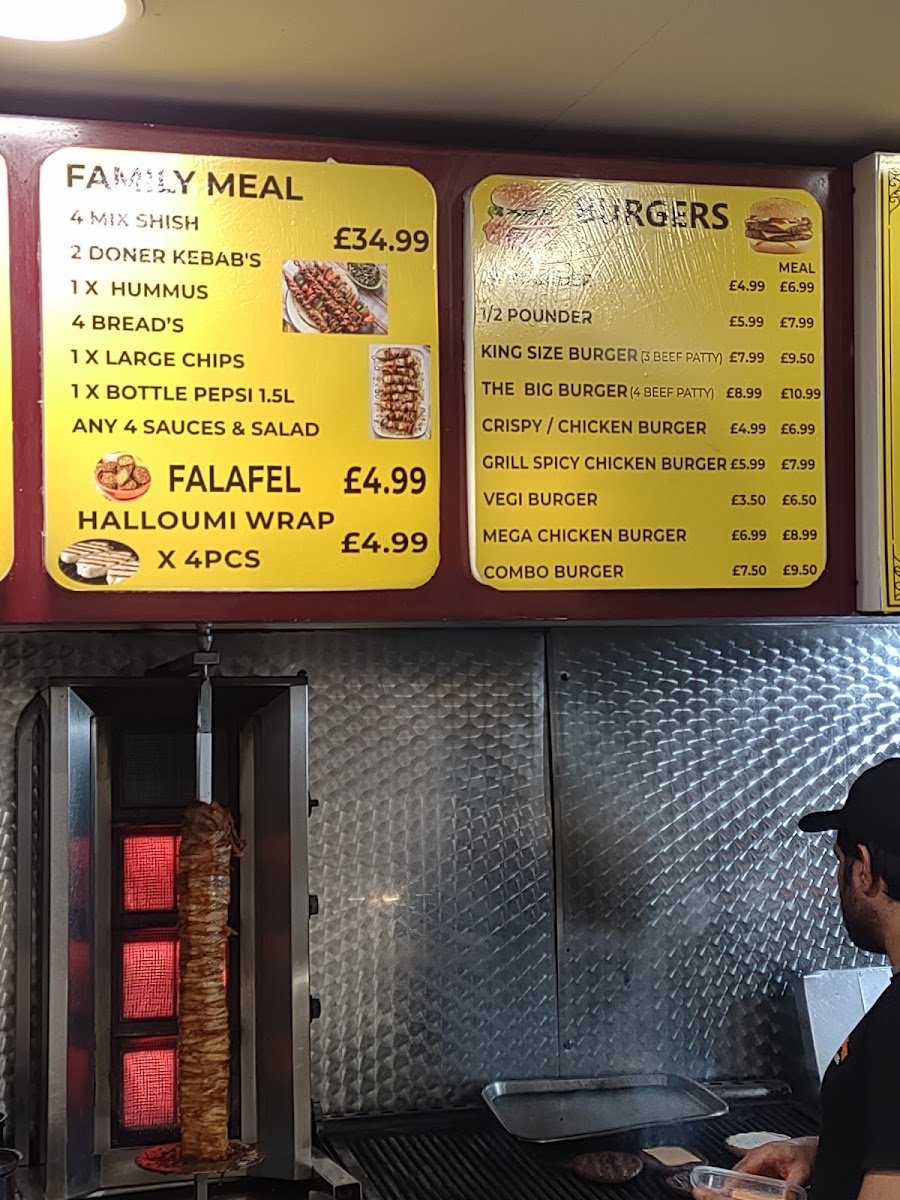 FAMILY MEAL
4 MIX SHISH
£34.99
2 DONER KEBAB'S
1 X HUMMUS
4 BREAD'S
1 X LARGE CHIPS
1 X BOTTLE PEPSI 1.5L
ANY 4 SAUCES & SALAD
FALAFEL £4.99
HALLOUMI WRAP
X 4PCS £4.99
BURGERS
MEAL
£4.99 £6.99
1/2 POUNDER £5.99 £7.99
KING SIZE BURGER (3 BEEF PATTY) £7.99 £9.50
THE BIG BURGER (4 BEEF PATTY) £8.99 £10.99
CRISPY / CHICKEN BURGER £4.99 £6.99
GRILL SPICY CHICKEN BURGER £5.99 £7.99
VEGI BURGER £3.50 £6.50
MEGA CHICKEN BURGER £6.99 £8.99
COMBO BURGER £7.50 £9.50